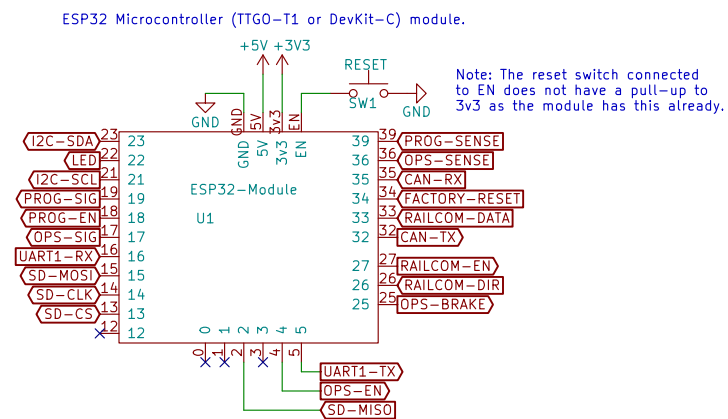 ESP32 Microcontroller (TTGO-T1 or DevKit-C) module.
+5V
+3V3
RESET
SW1
GND
GND
Note: The reset switch connected
to EN does not have a pull-up to
3v3 as the module has this already.
GND
5V
3v3
EN
GND
5V
3v3
EN
ESP32-Module
U1
I2C-SDA 23 23
LED 22 22
I2C-SCL 21 21
PROG-SIG 19 19
PROG-EN 18 18
OPS-SIG 17 17
UART1-RX 16 16
SD-MOSI 15 15
SD-CLK 14 14
SD-CS 13 13
12 12
39 39 PROG-SENSE
36 36 OPS-SENSE
35 35 CAN-RX
34 34 FACTORY-RESET
33 33 RAILCOM-DATA
32 32 CAN-TX
27 27 RAILCOM-EN
26 26 RAILCOM-DIR
25 25 OPS-BRAKE
0 1 2 3 4 5
0 1 2 3 4 5
UART1-TX
OPS-EN
SD-MISO